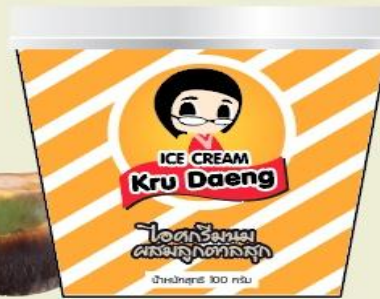 ICE CREAM
Kru Daeng
ไอศกรีมนม
ผสมลูกตาลสุก
น้ำหนักสุทธิ 100 กรัม